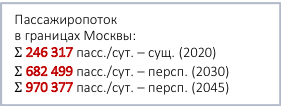 Пассажиропоток
в границах Москвы:
Σ 246 317 пасс./сут. – сущ. (2020)
Σ 682 499 пасс./сут. – персп. (2030)
Σ 970 377 пасс./сут. – персп. (2045)